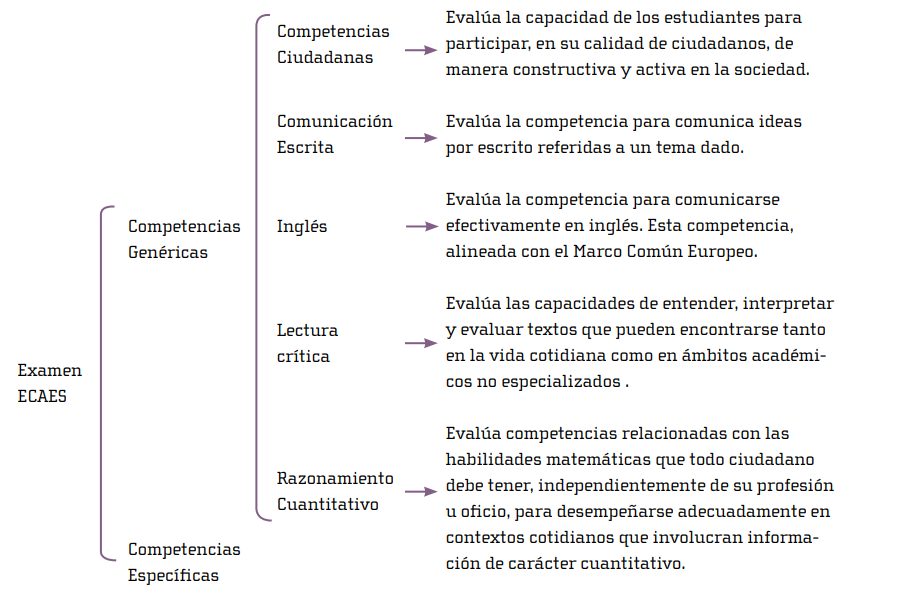 Examen
ECAES
Competencias
Genéricas
Competencias
Ciudadanas
Evalúa la capacidad de los estudiantes para
participar, en su calidad de ciudadanos, de
manera constructiva y activa en la sociedad.
Comunicación
Escrita
Evalúa la competencia para comunica ideas
por escrito referidas a un tema dado.
Inglés
Evalúa la competencia para comunicarse
efectivamente en inglés. Esta competencia,
alineada con el Marco Común Europeo.
Lectura
crítica
Evalúa las capacidades de entender, interpretar
y evaluar textos que pueden encontrarse tanto
en la vida cotidiana como en ámbitos académi-
cos no especializados .
Razonamiento
Cuantitativo
Evalúa competencias relacionadas con las
habilidades matemáticas que todo ciudadano
debe tener, independientemente de su profesión
u oficio, para desempeñarse adecuadamente en
contextos cotidianos que involucran informa-
ción de carácter cuantitativo.
Competencias
Específicas